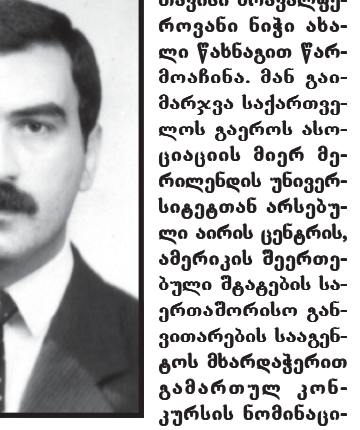 თავისი მრავალფე-
როვანი ნიჭი ახა-
ლი წახნაგით წარ-
მოაჩინა. მან გაი-
მარჯვა საქართვე-
ლოს გაეროს ასო-
ციაციის მიერ მე-
რილენდის უნივერ-
სიტეტთან არსებუ-
ლი აირის ცენტრის,
ამერიკის შეერთე-
ბული შტატების სა-
ერთაშორისო გან-
ვითარების სააგენ-
ტოს მხარდაჭერით
გამართულ კონ-
კურსის ნომინაცი-